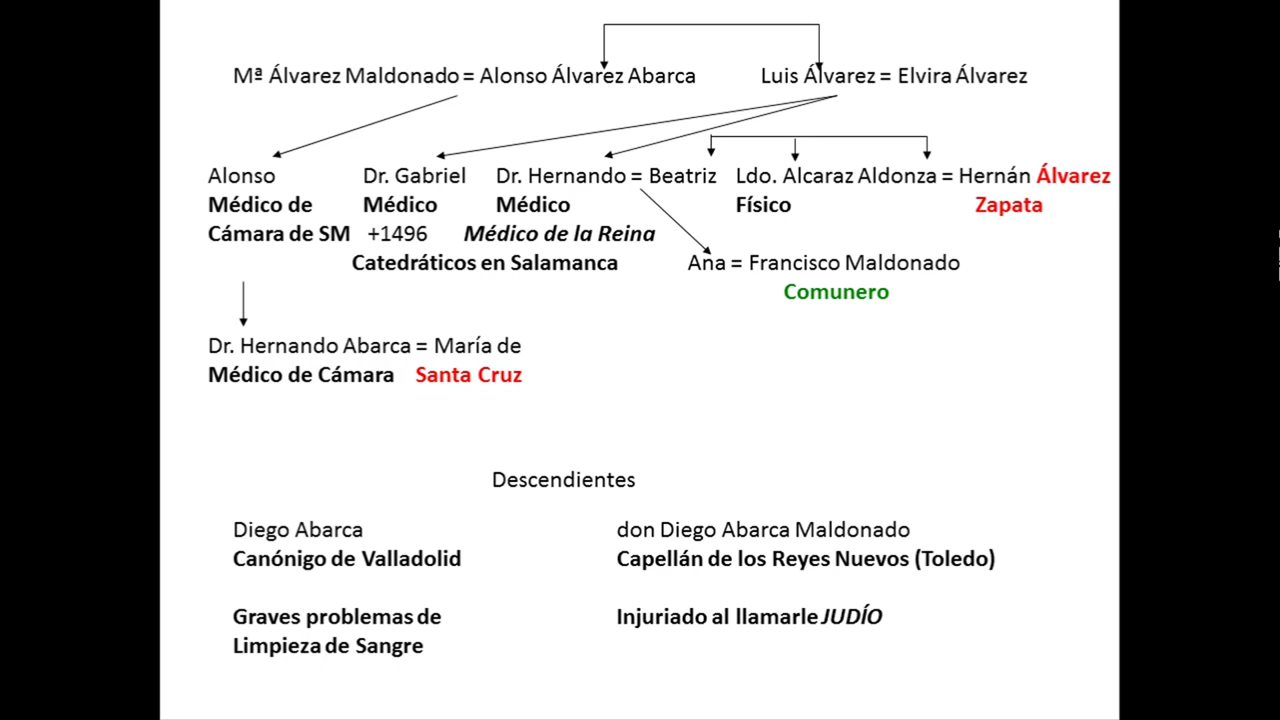 Mª Álvarez Maldonado = Alonso Álvarez Abarca Luis Álvarez = Elvira Álvarez
Alonso Dr. Gabriel Dr. Hernando = Beatriz Ldo. Alcaraz Aldonza = Hernán Álvarez
Médico de Médico Médico Físico Zapata
Cámara de SM +1496 Médico de la Reina
Catedráticos en Salamanca Ana = Francisco Maldonado
Comunero
Dr. Hernando Abarca = María de
Médico de Cámara Santa Cruz
Descendientes
Diego Abarca don Diego Abarca Maldonado
Canónigo de Valladolid Capellán de los Reyes Nuevos (Toledo)
Graves problemas de Injuriado al llamarle JUDÍO
Limpieza de Sangre